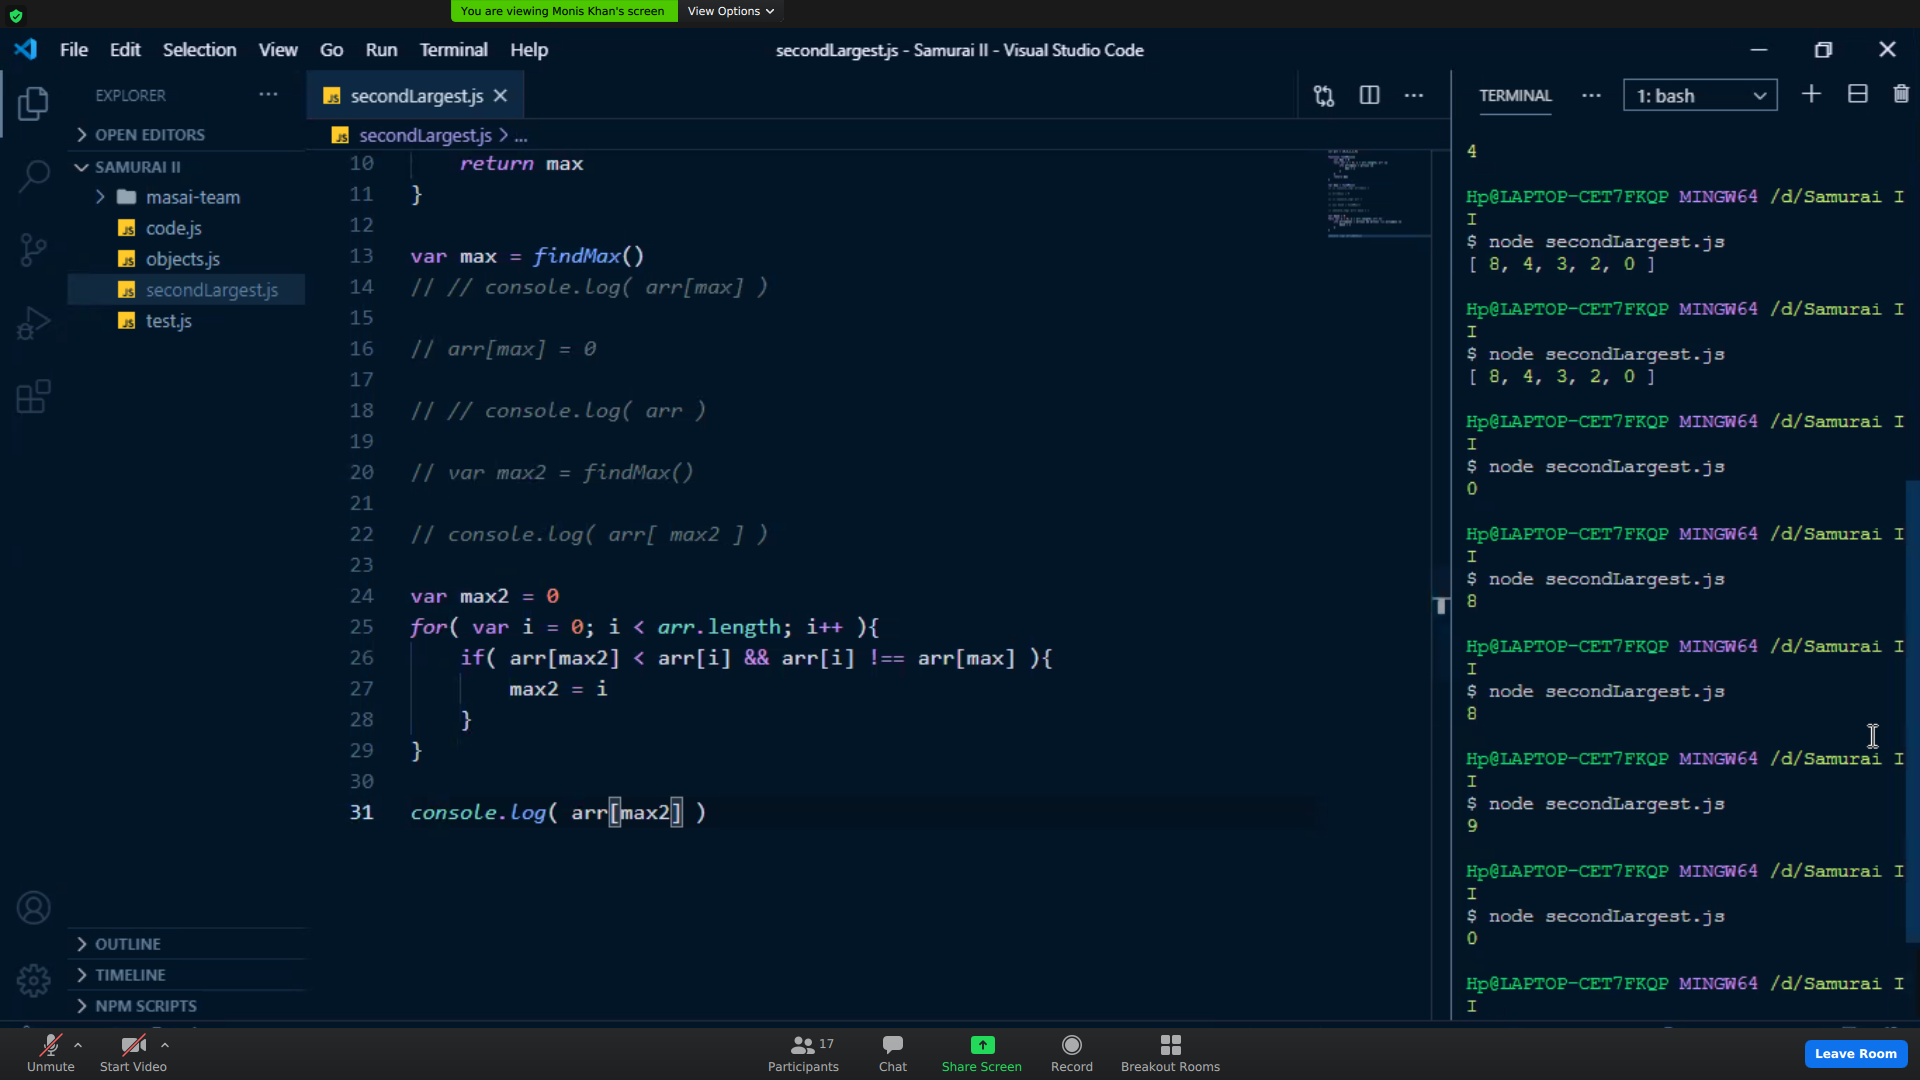 You are viewing Monis Khan's screen View Options
File Edit Selection View Go Run Terminal Help
secondLargest.js - Samurai II - Visual Studio Code
EXPLORER ···
OPEN EDITORS
SAMURAI II
masai-team
JS code.js
JS objects.js
JS secondLargest.js
JS test.js
OUTLINE
TIMELINE
NPM SCRIPTS
JS secondLargest.js
JS secondLargest.js > ...
10 return max
11 }
12
13 var max = findMax()
14 // // console.log( arr[max] )
15
16 // arr[max] = 0
17
18 // // console.log( arr )
19
20 // var max2 = findMax()
21
22 // console.log( arr[ max2 ] )
23
24 var max2 = 0
25 for( var i = 0; i < arr.length; i++ ){
26 if( arr[max2] < arr[i] && arr[i] !== arr[max] ){
27 max2 = i
28 }
29 }
30
31 console.log( arr[max2] )
TERMINAL ··· 1: bash
4
Hp@LAPTOP-CET7FKQP MINGW64 /d/Samurai I
I
$ node secondLargest.js
[ 8, 4, 3, 2, 0 ]
Hp@LAPTOP-CET7FKQP MINGW64 /d/Samurai I
I
$ node secondLargest.js
[ 8, 4, 3, 2, 0 ]
Hp@LAPTOP-CET7FKQP MINGW64 /d/Samurai I
I
$ node secondLargest.js
0
Hp@LAPTOP-CET7FKQP MINGW64 /d/Samurai I
I
$ node secondLargest.js
8
Hp@LAPTOP-CET7FKQP MINGW64 /d/Samurai I
I
$ node secondLargest.js
8
Hp@LAPTOP-CET7FKQP MINGW64 /d/Samurai I
I
$ node secondLargest.js
9
Hp@LAPTOP-CET7FKQP MINGW64 /d/Samurai I
I
$ node secondLargest.js
0
Hp@LAPTOP-CET7FKQP MINGW64 /d/Samurai I
I
Unmute
Start Video
17
Participants
Chat
Share Screen
Record
Breakout Rooms
Leave Room